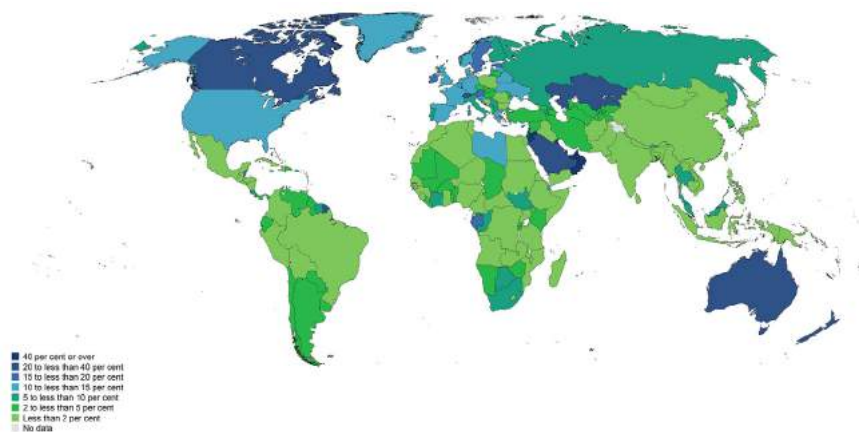 40 per cent or over
20 to less than 40 per cent
15 to less than 20 per cent
10 to less than 15 per cent
5 to less than 10 per cent
2 to less than 5 per cent
Less than 2 per cent
No data